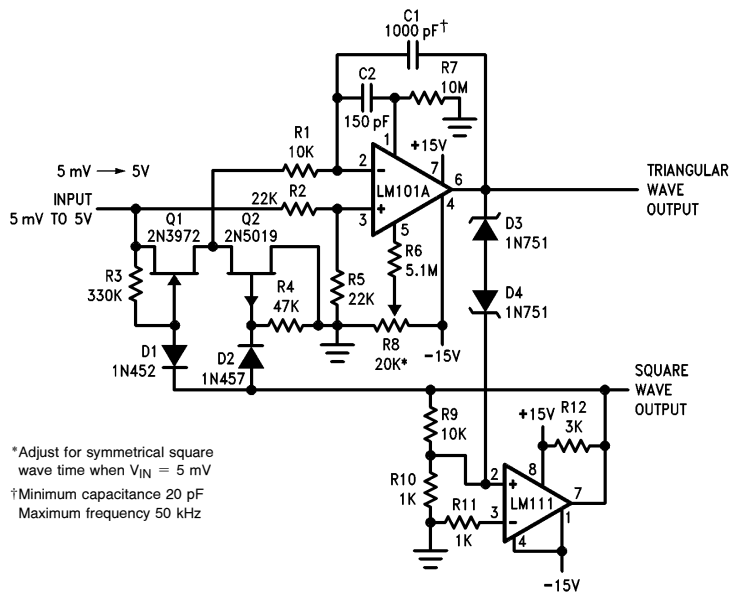 C1
1000 pF†
C2
150 pF
R7
10M
R1
10K
1
+15V
7
2
−
LM101A
6
4
+
3
5
5 mV → 5V
INPUT
5 mV TO 5V
22K R2
Q1
2N3972
Q2
2N5019
TRIANGULAR
WAVE
OUTPUT
D3
1N751
R6
5.1M
R3
330K
R4
47K
R5
22K
D4
1N751
R8
20K*
−15V
D1
1N452
D2
1N457
SQUARE
WAVE
OUTPUT
R9
10K
+15V R12
3K
R10
1K
R11
1K
8
2
+
LM111
7
3
−
1
4
−15V
*Adjust for symmetrical square
wave time when VIN = 5 mV
†Minimum capacitance 20 pF
Maximum frequency 50 kHz